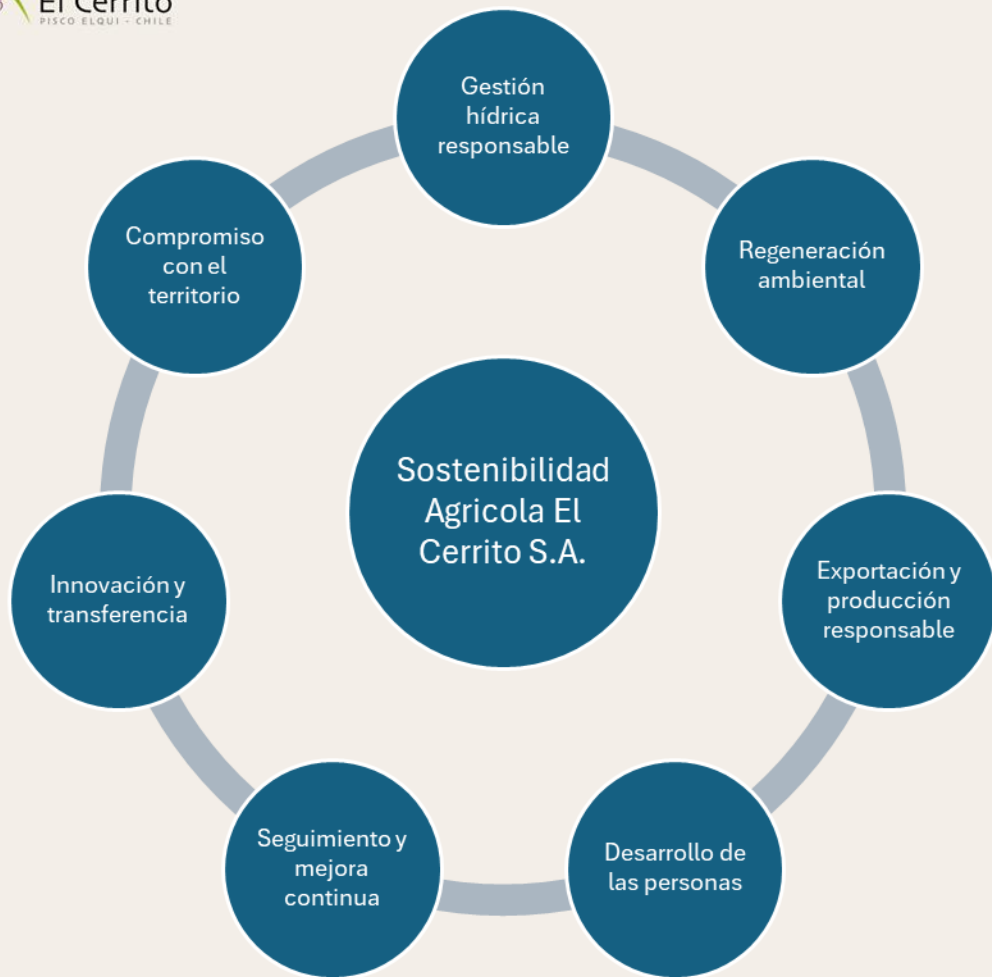 El Cerrito
PISCO ELQUI - CHILE
Gestión
hídrica
responsable
Regeneración
ambiental
Exportación y
producción
responsable
Desarrollo de
las personas
Seguimiento y
mejora
continua
Innovación y
transferencia
Compromiso
con el
territorio
Sostenibilidad
Agricola El
Cerrito S.A.